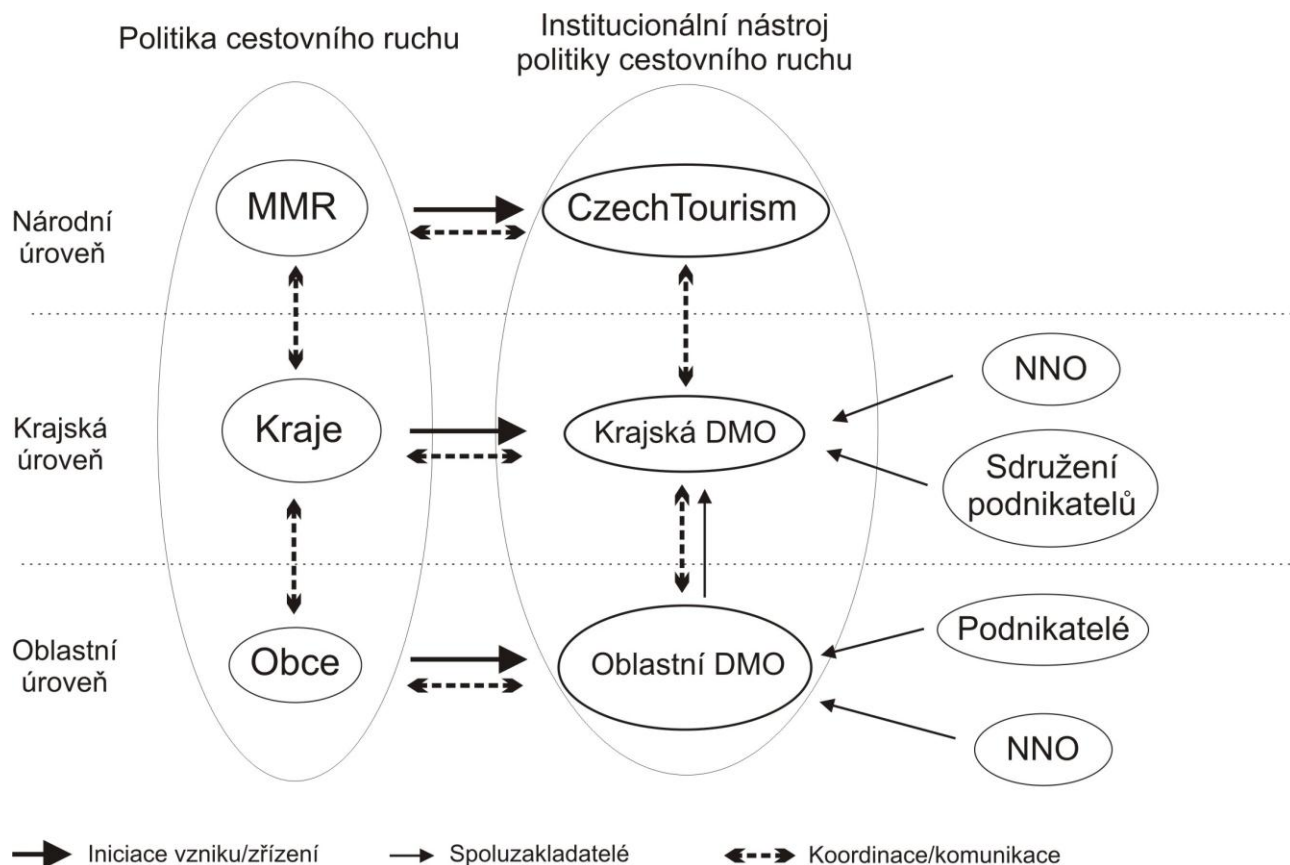 Politika cestovního ruchu
Institucionální nástroj
politiky cestovního ruchu
Národní
úroveň
MMR
CzechTourism
Krajská
úroveň
Kraje
Krajská DMO
NNO
Sdružení
podnikatelů
Oblastní
úroveň
Obce
Oblastní DMO
Podnikatelé
NNO
Iniciace vzniku/zřízení
Spoluzakladatelé
Koordinace/komunikace